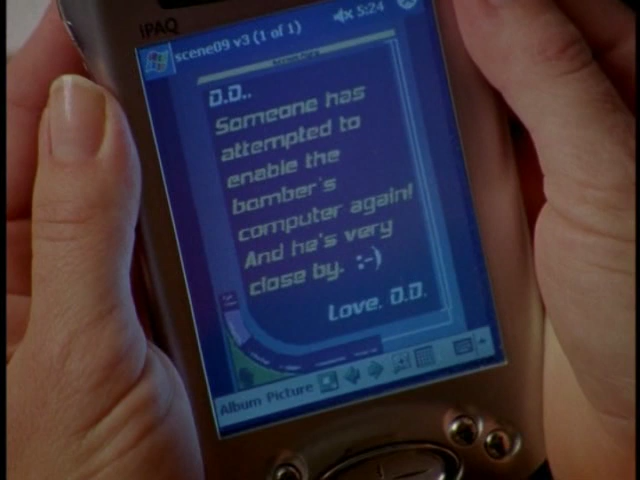 iPAQ
scene09 v3 (1 of 1) 5:24
D.D..
Someone has
attempted to
enable the
bomber's
computer again!
And he's very
close by. :-)
Love. D.D.
Album Picture